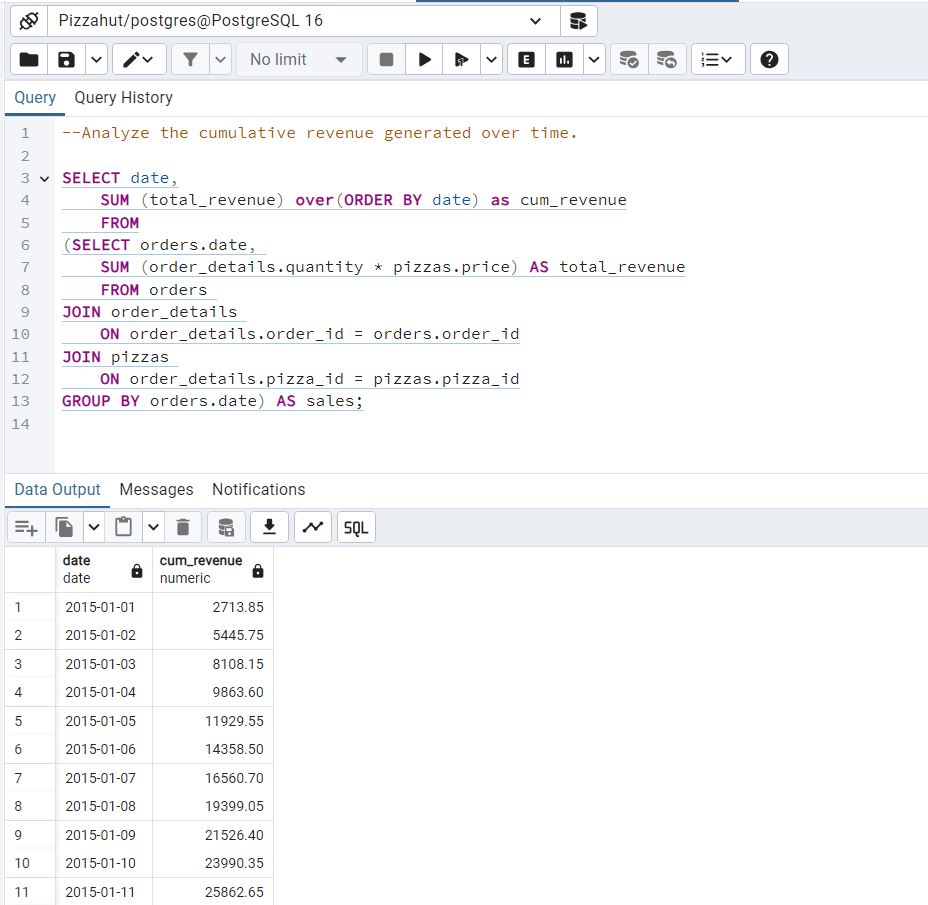 Pizzahut/postgres@PostgreSQL 16
No limit E
Query Query History
1 --Analyze the cumulative revenue generated over time.
2
3 SELECT date,
4 SUM (total_revenue) over(ORDER BY date) as cum_revenue
5 FROM
6 (SELECT orders.date,
7 SUM (order_details.quantity * pizzas.price) AS total_revenue
8 FROM orders
9 JOIN order_details
10 ON order_details.order_id = orders.order_id
11 JOIN pizzas
12 ON order_details.pizza_id = pizzas.pizza_id
13 GROUP BY orders.date) AS sales;
14
Data Output Messages Notifications
SQL
date cum_revenue
date numeric
1 2015-01-01 2713.85
2 2015-01-02 5445.75
3 2015-01-03 8108.15
4 2015-01-04 9863.60
5 2015-01-05 11929.55
6 2015-01-06 14358.50
7 2015-01-07 16560.70
8 2015-01-08 19399.05
9 2015-01-09 21526.40
10 2015-01-10 23990.35
11 2015-01-11 25862.65